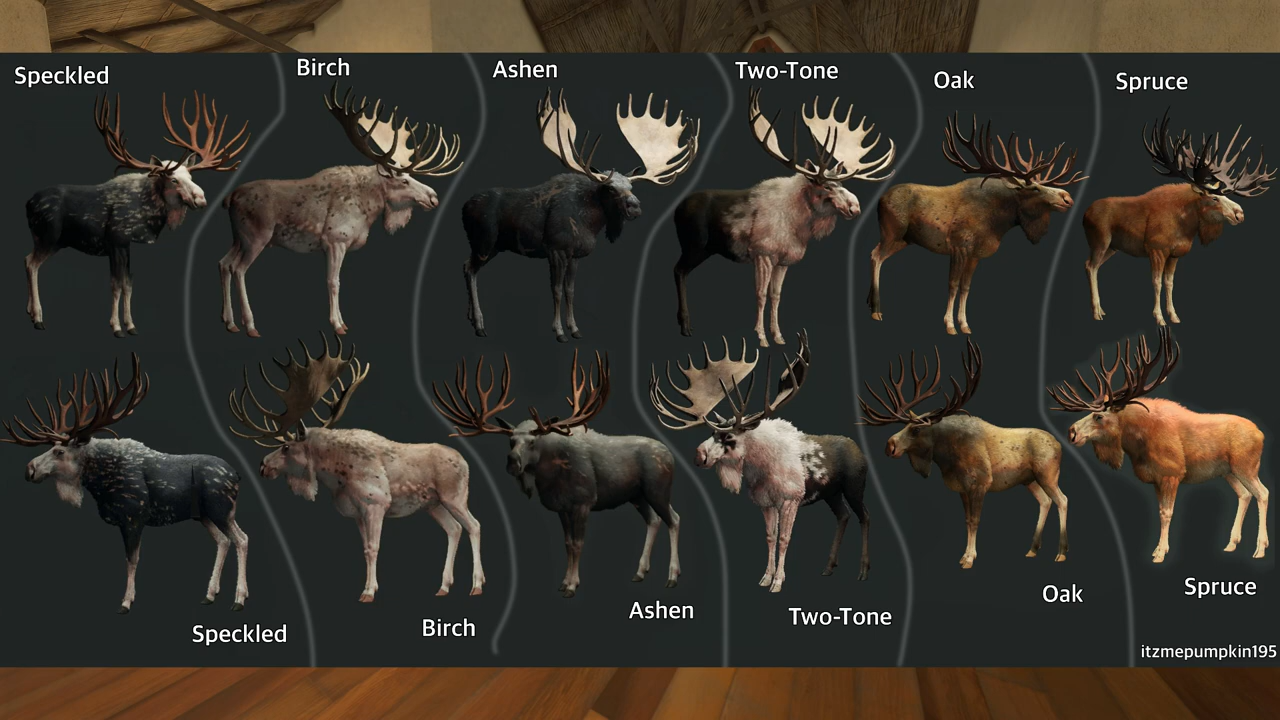 Speckled
Birch
Ashen
Two-Tone
Oak
Spruce
Speckled
Birch
Ashen
Two-Tone
Oak
Spruce
itzmepumpkin195